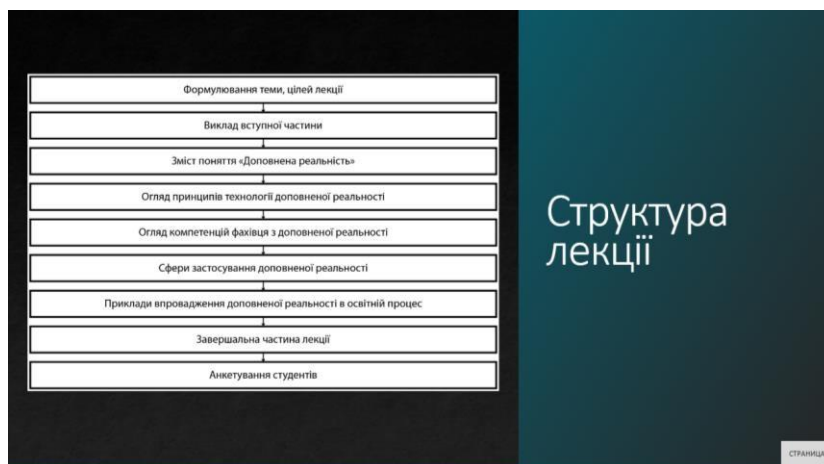 Формулювання теми, цілей лекції
Виклад вступної частини
Зміст поняття «Доповнена реальність»
Огляд принципів технології доповненої реальності
Огляд компетенцій фахівця з доповненої реальності
Сфери застосування доповненої реальності
Приклади впровадження доповненої реальності в освітній процес
Завершальна частина лекції
Анкетування студентів
Структура
лекції
СТРАНИЦА